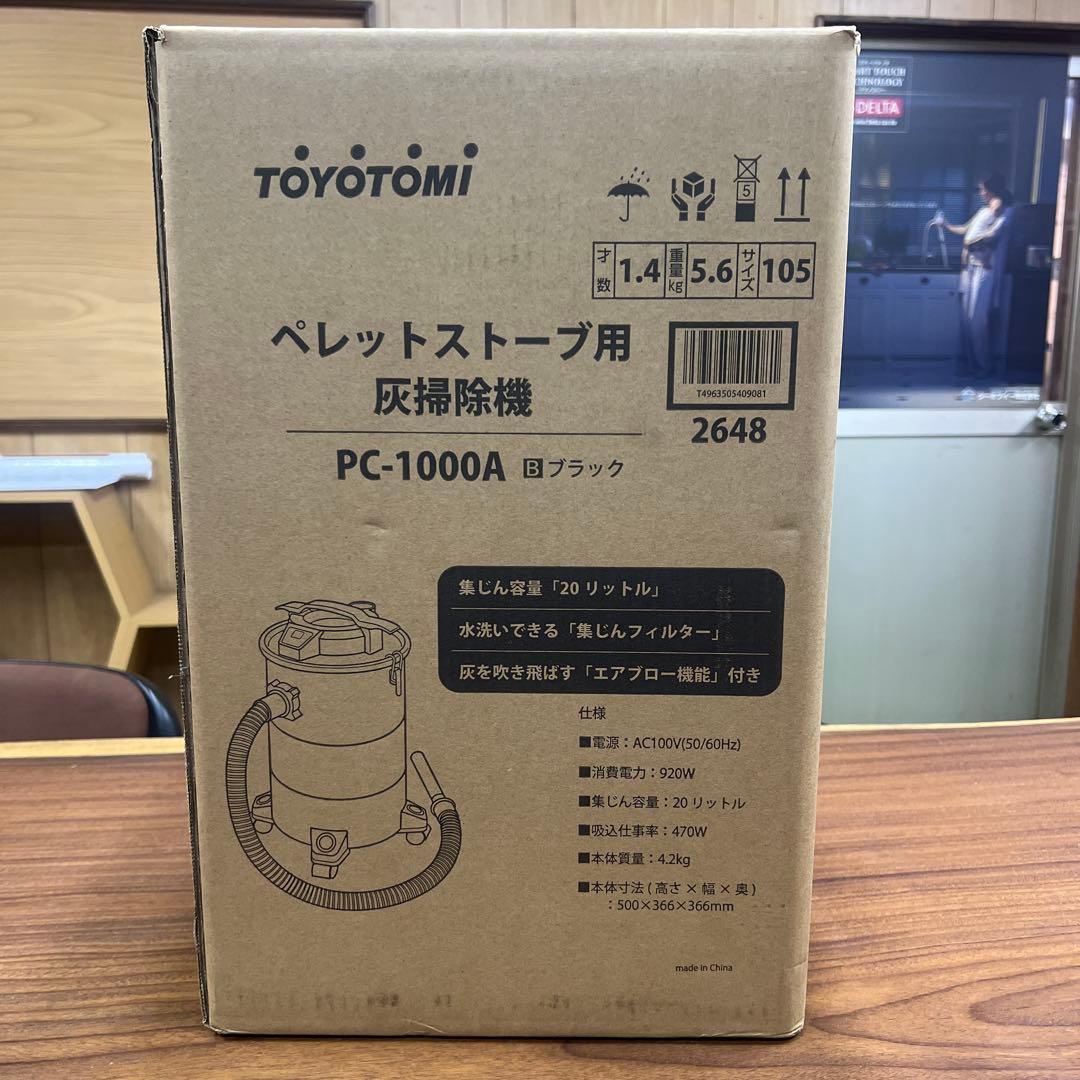 TOYOTOMI
5
才数 1.4 重量kg 5.6 サイズ 105
ペレットストーブ用
灰掃除機
T4963505409081
2648
PC-1000A B ブラック
集じん容量「20 リットル」
水洗いできる「集じんフィルター」
灰を吹き飛ばす「エアブロー機能」付き
仕様
■電源：AC100V(50/60Hz)
■消費電力：920W
■集じん容量：20 リットル
■吸込仕事率：470W
■本体質量：4.2kg
■本体寸法 ( 高さ × 幅 × 奥 )
：500×366×366mm
made in China
TOUCH
DELTA